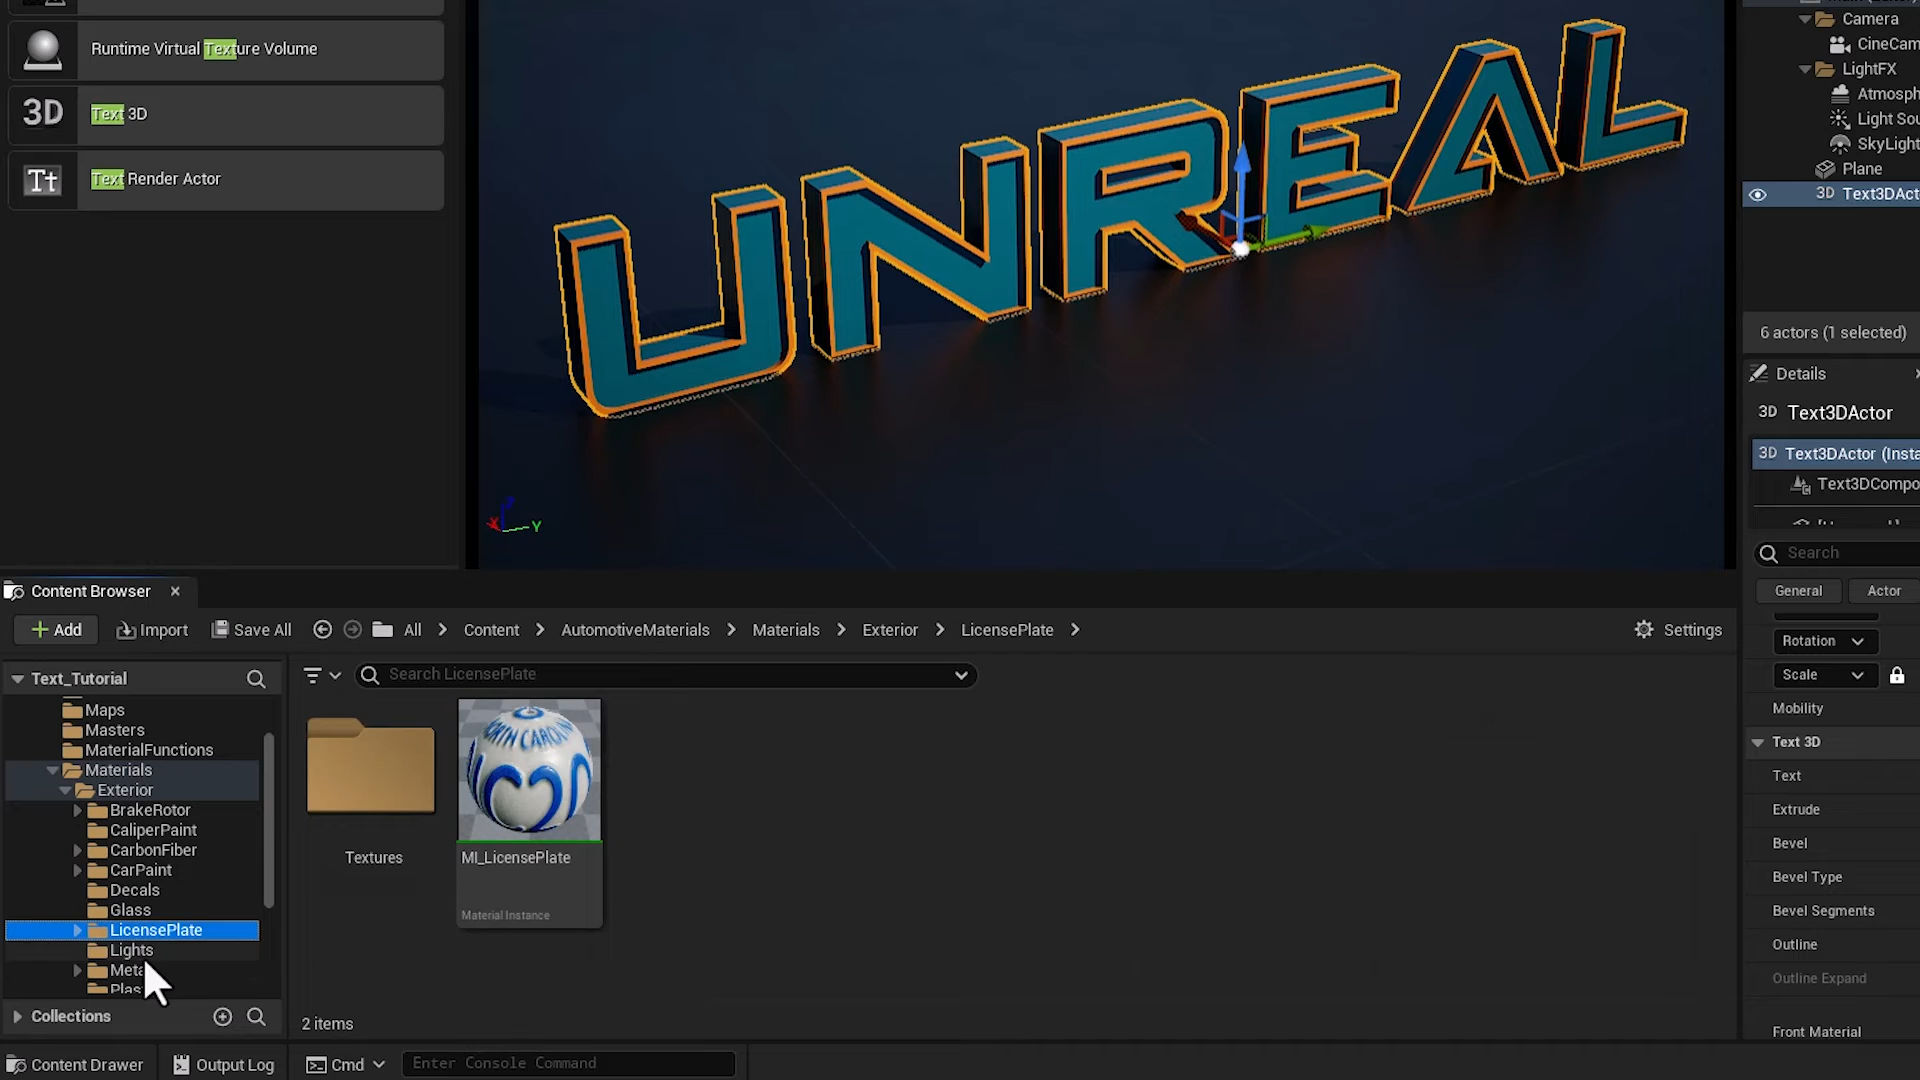 Runtime Virtual Texture Volume
3D
Text 3D
Tt
Text Render Actor
UNREAL
X
Y
Camera
CineCam
LightFX
Atmosph
Light Sou
SkyLight
Plane
3D Text3DAct
6 actors (1 selected)
Details
3D Text3DActor
3D Text3DActor (Insta
Text3DCompo
Search
General
Actor
Rotation
Scale
Mobility
Text 3D
Text
Extrude
Bevel
Bevel Type
Bevel Segments
Outline
Outline Expand
Front Material
Content Browser
Add
Import
Save All
All
Content
AutomotiveMaterials
Materials
Exterior
LicensePlate
Settings
Text_Tutorial
Search LicensePlate
Maps
Masters
MaterialFunctions
Materials
Exterior
BrakeRotor
CaliperPaint
CarbonFiber
CarPaint
Decals
Glass
LicensePlate
Lights
Meta
Plas
Collections
Textures
MI_LicensePlate
Material Instance
2 items
Content Drawer
Output Log
Cmd
Enter Console Command